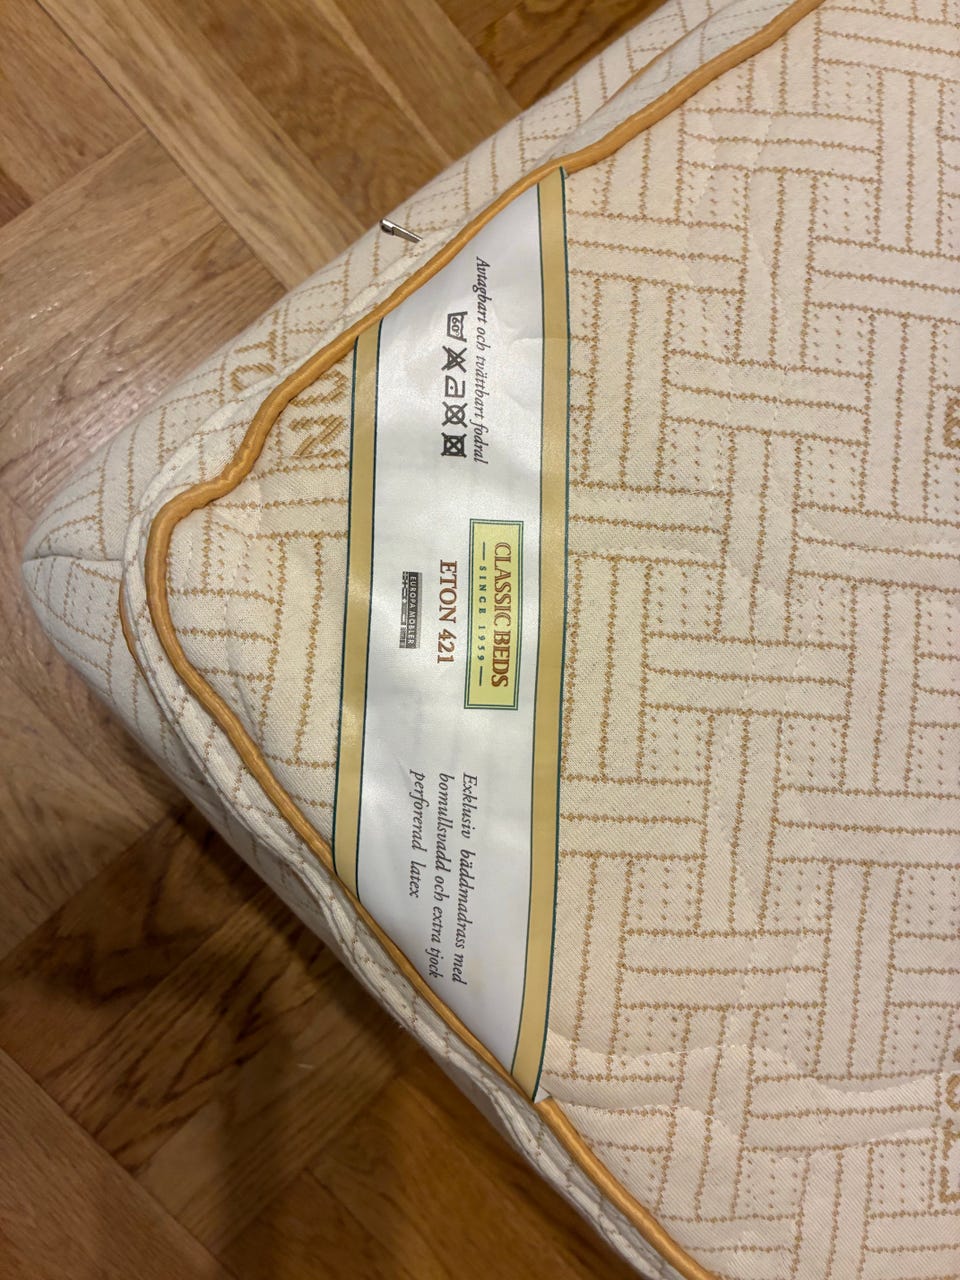 Avtagbart och tvättbart fodral
60°
CLASSIC BEDS
SINCE 1959
ETON 421
EUROPA MÖBLER
Exklusiv bäddmadrass med
bomullsvadd och extra tjock
perforerad latex